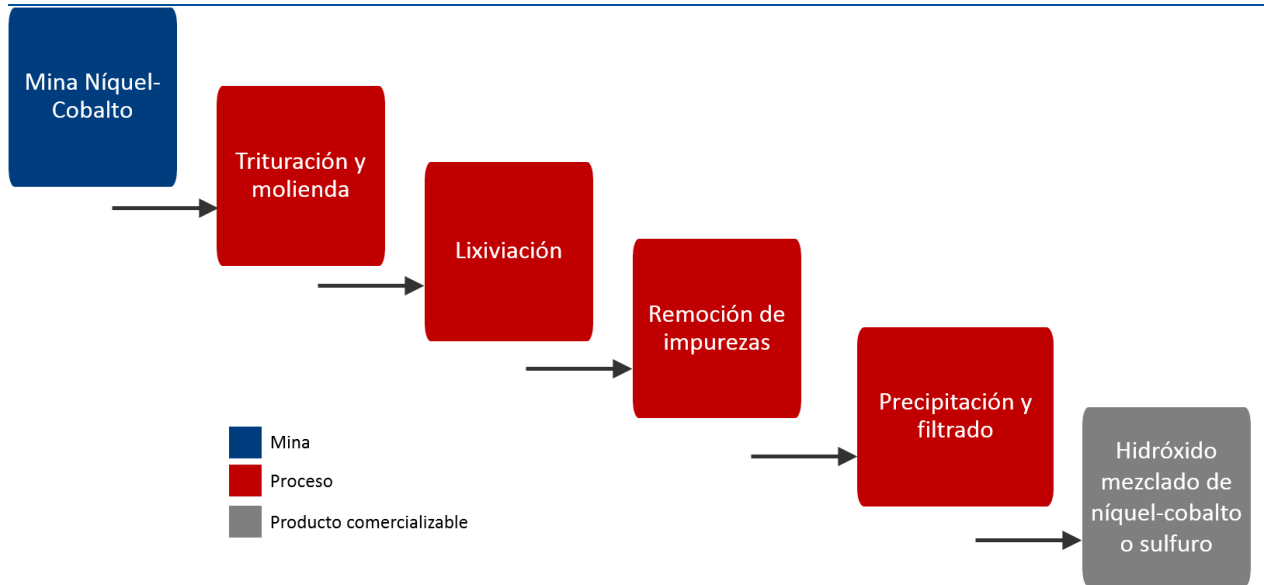 Mina Níquel-
Cobalto
Trituración y
molienda
Lixiviación
Remoción de
impurezas
Precipitación y
filtrado
Hidróxido
mezclado de
níquel-cobalto
o sulfuro
Mina
Proceso
Producto comercializable